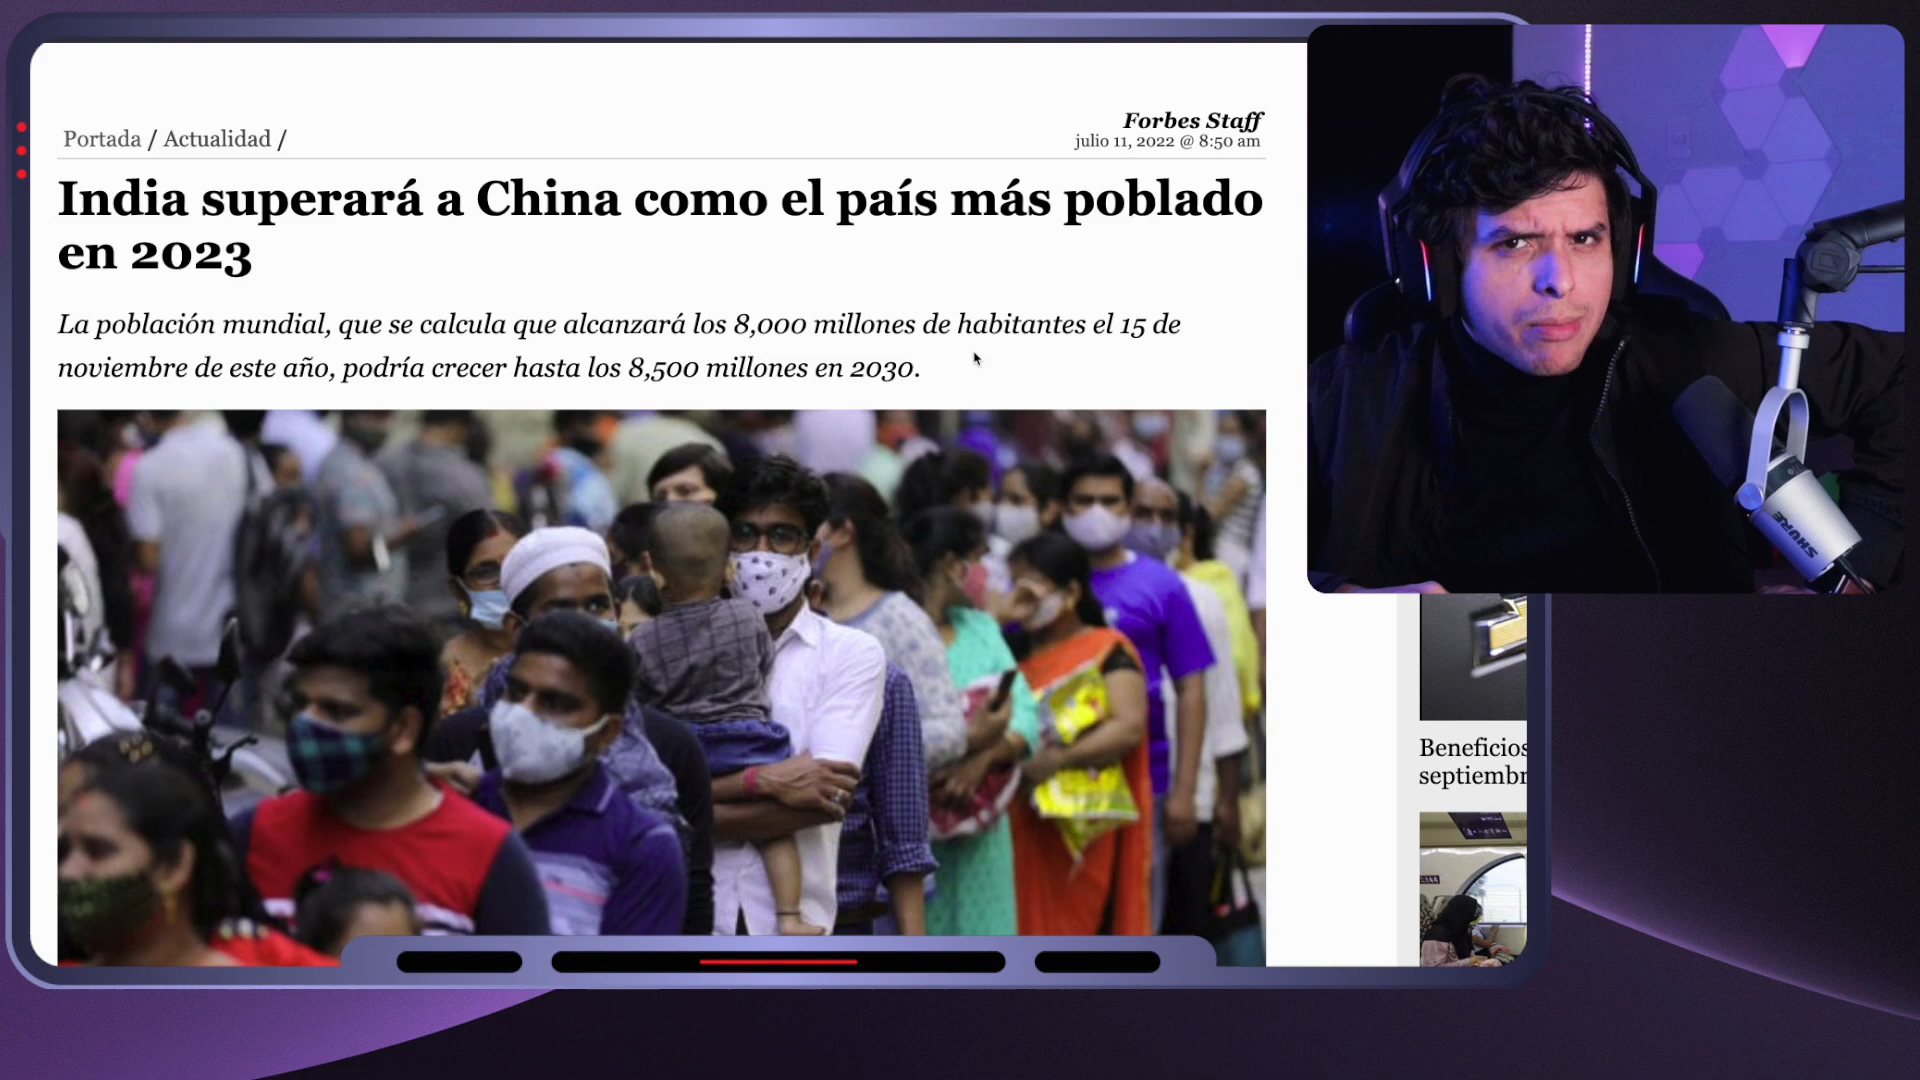 Portada / Actualidad /
Forbes Staff
julio 11, 2022 @ 8:50 am
India superará a China como el país más poblado
en 2023
La población mundial, que se calcula que alcanzará los 8,000 millones de habitantes el 15 de
noviembre de este año, podría crecer hasta los 8,500 millones en 2030.
SHURE
Beneficios
septiembr